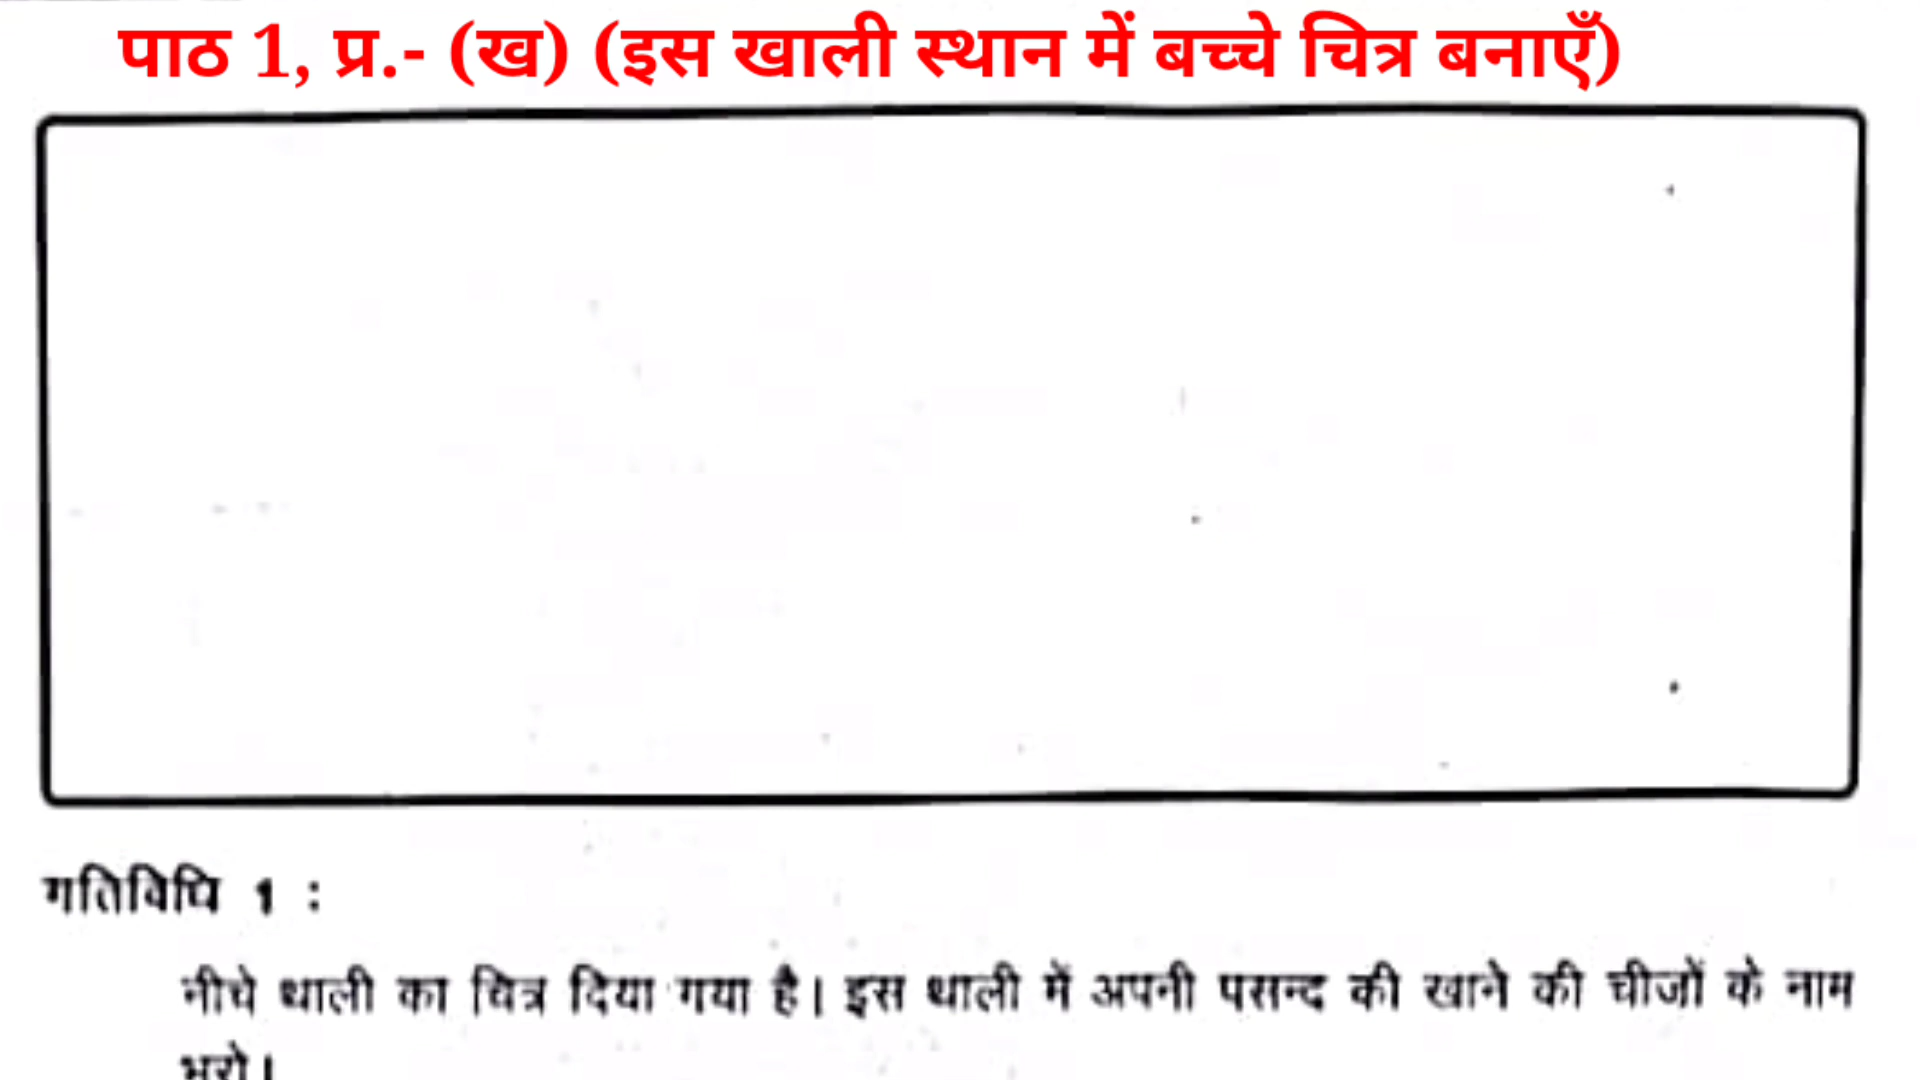 पाठ 1, प्र.- (ख) (इस खाली स्थान में बच्चे चित्र बनाएँ)
गतिविधि 1 :
नीचे थाली का चित्र दिया गया है। इस थाली में अपनी पसन्द की खाने की चीजों के नाम
भरो।